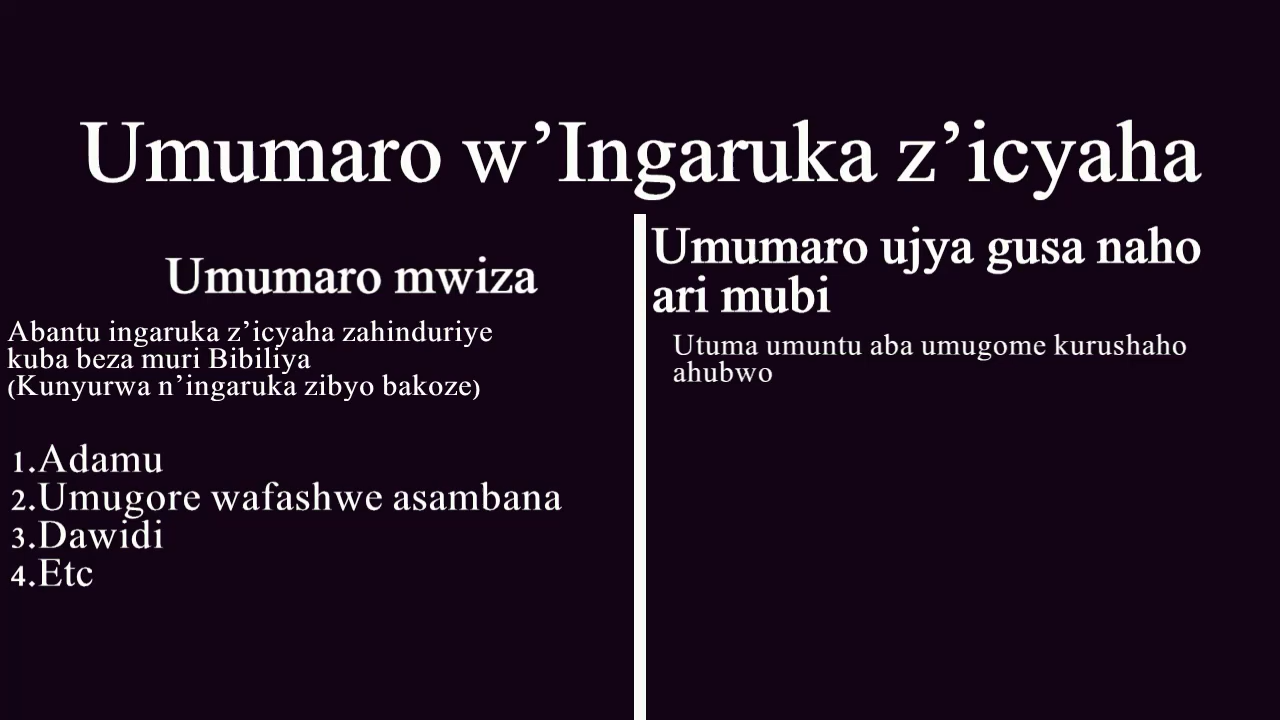 Umumaro w’Ingaruka z’icyaha
Umumaro mwiza
Abantu ingaruka z’icyaha zahinduriye
kuba beza muri Bibiliya
(Kunyurwa n’ingaruka zibyo bakoze)
1.Adamu
2.Umugore wafashwe asambana
3.Dawidi
4.Etc
Umumaro ujya gusa naho
ari mubi
Utuma umuntu aba umugome kurushaho
ahubwo